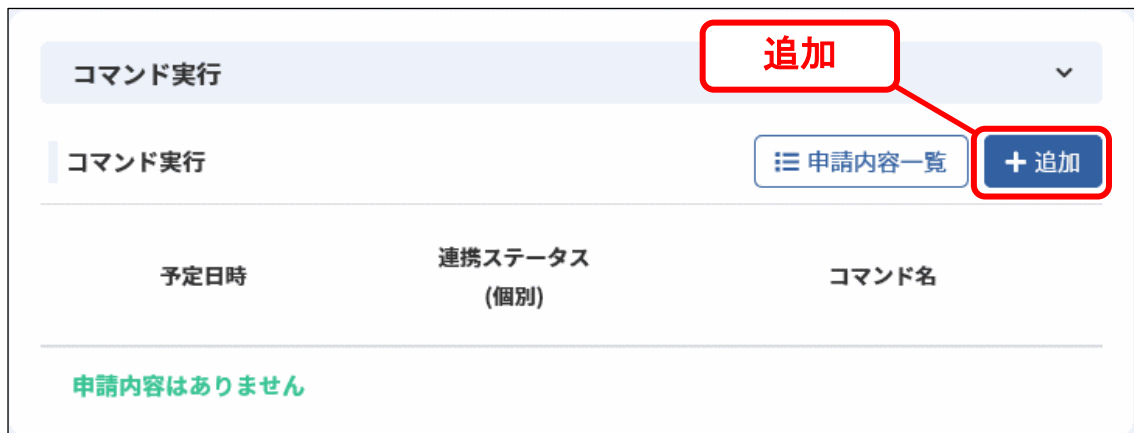 追加
コマンド実行
コマンド実行
申請内容一覧
+ 追加
予定日時
連携ステータス
(個別)
コマンド名
申請内容はありません